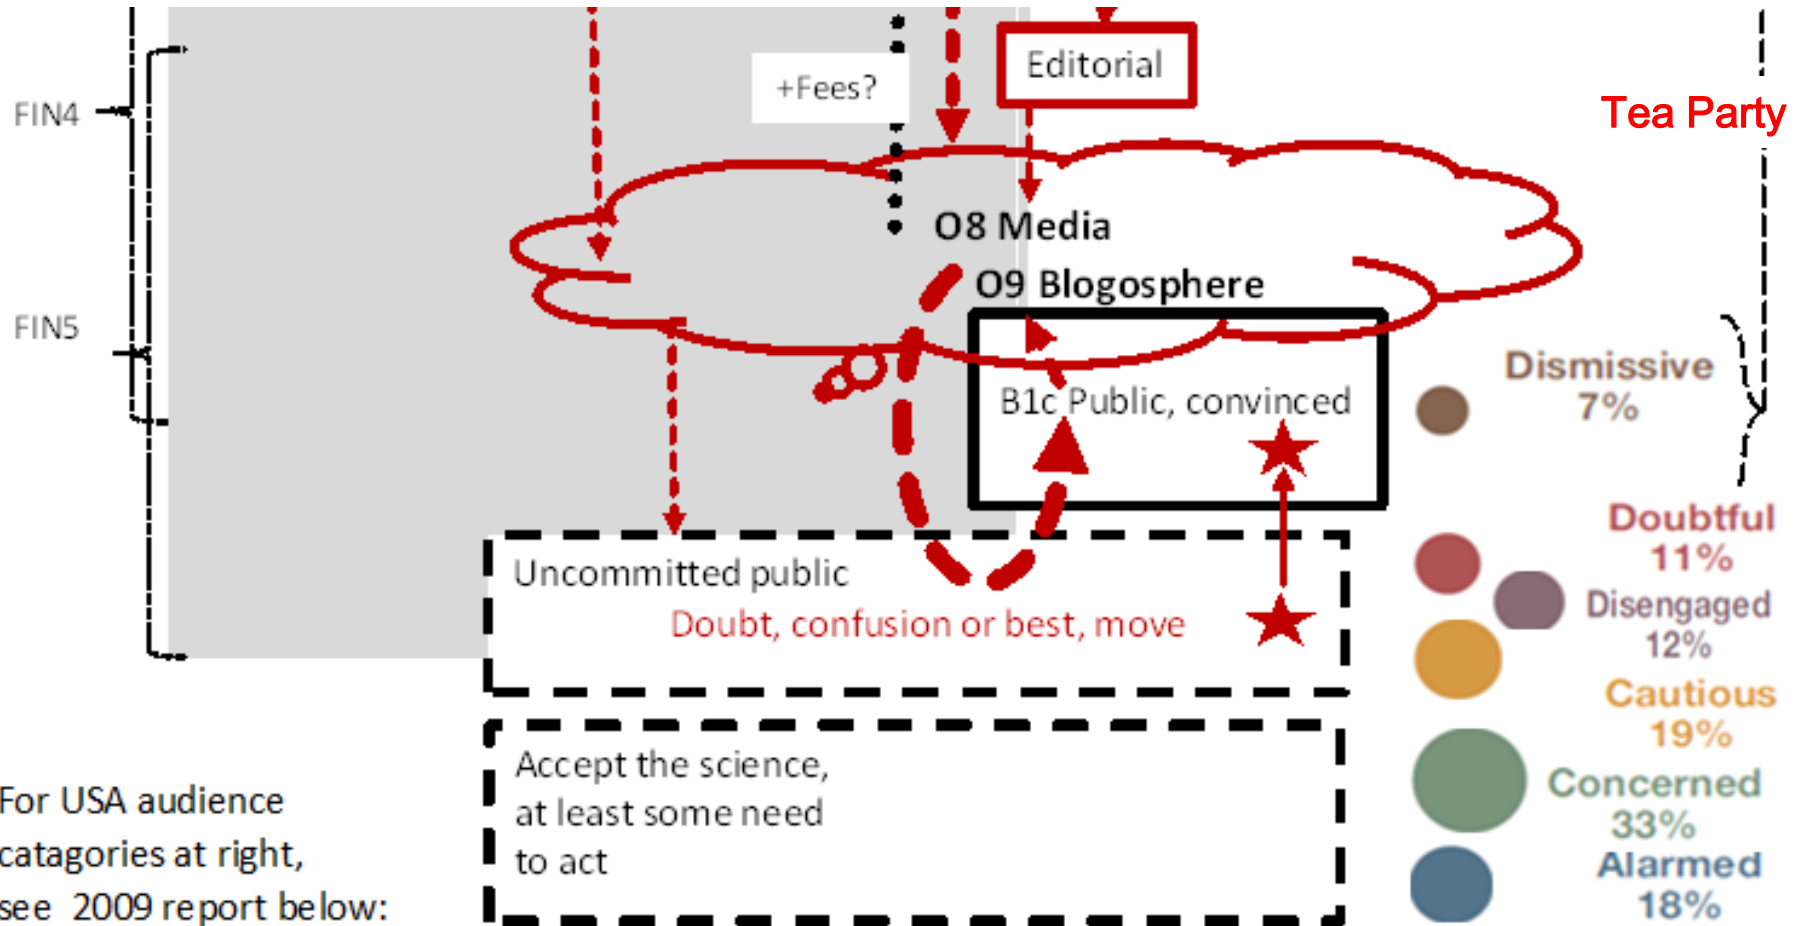 FIN4
+Fees?
Editorial
Tea Party
O8 Media
O9 Blogosphere
FIN5
B1c Public, convinced
Dismissive
7%
Uncommitted public
Doubt, confusion or best, move
Doubtful
11%
Disengaged
12%
Cautious
19%
Accept the science,
at least some need
to act
Concerned
33%
Alarmed
18%
For USA audience
catagories at right,
see 2009 report below: